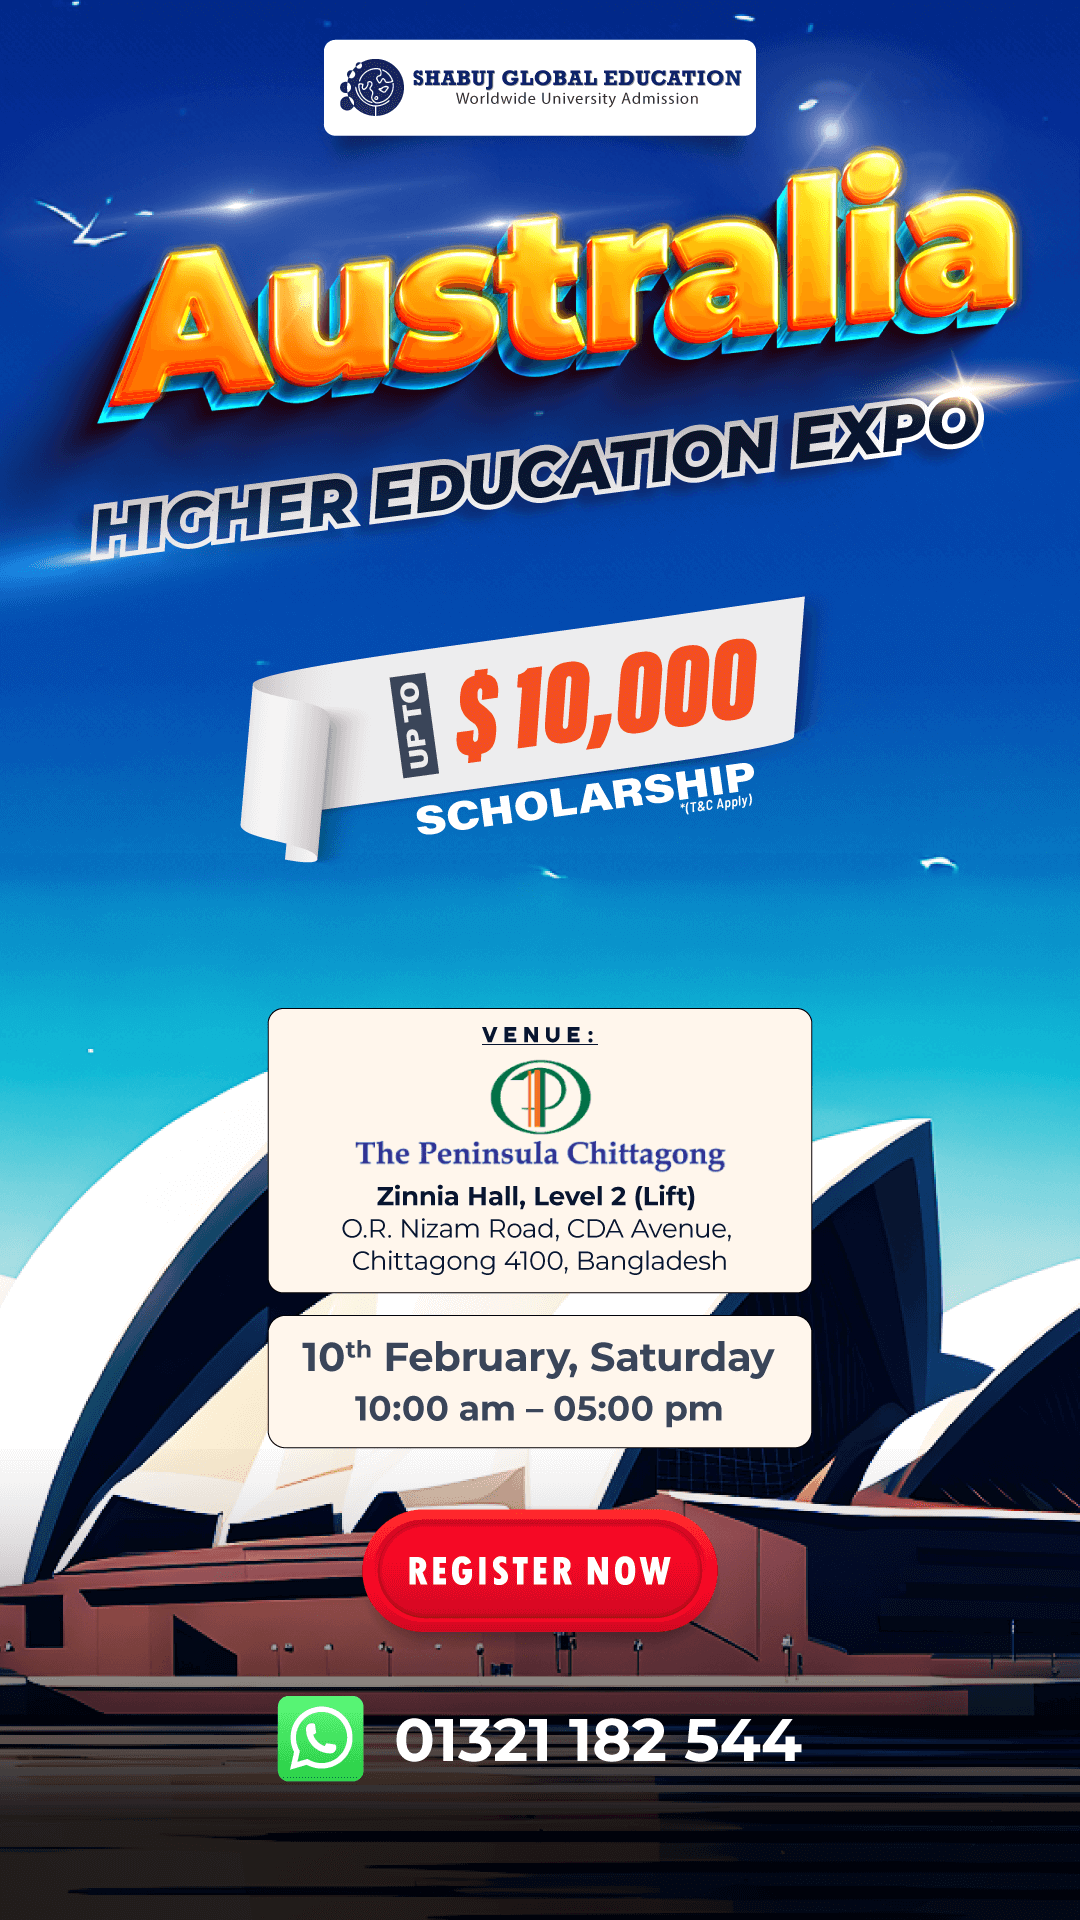 SHABUJ GLOBAL EDUCATION
Worldwide University Admission
Australia
HIGHER EDUCATION EXPO
UP TO
$10,000
SCHOLARSHIP
*(T&C Apply)
VENUE:
The Peninsula Chittagong
Zinnia Hall, Level 2 (Lift)
O.R. Nizam Road, CDA Avenue,
Chittagong 4100, Bangladesh
10th February, Saturday
10:00 am – 05:00 pm
REGISTER NOW
01321 182 544